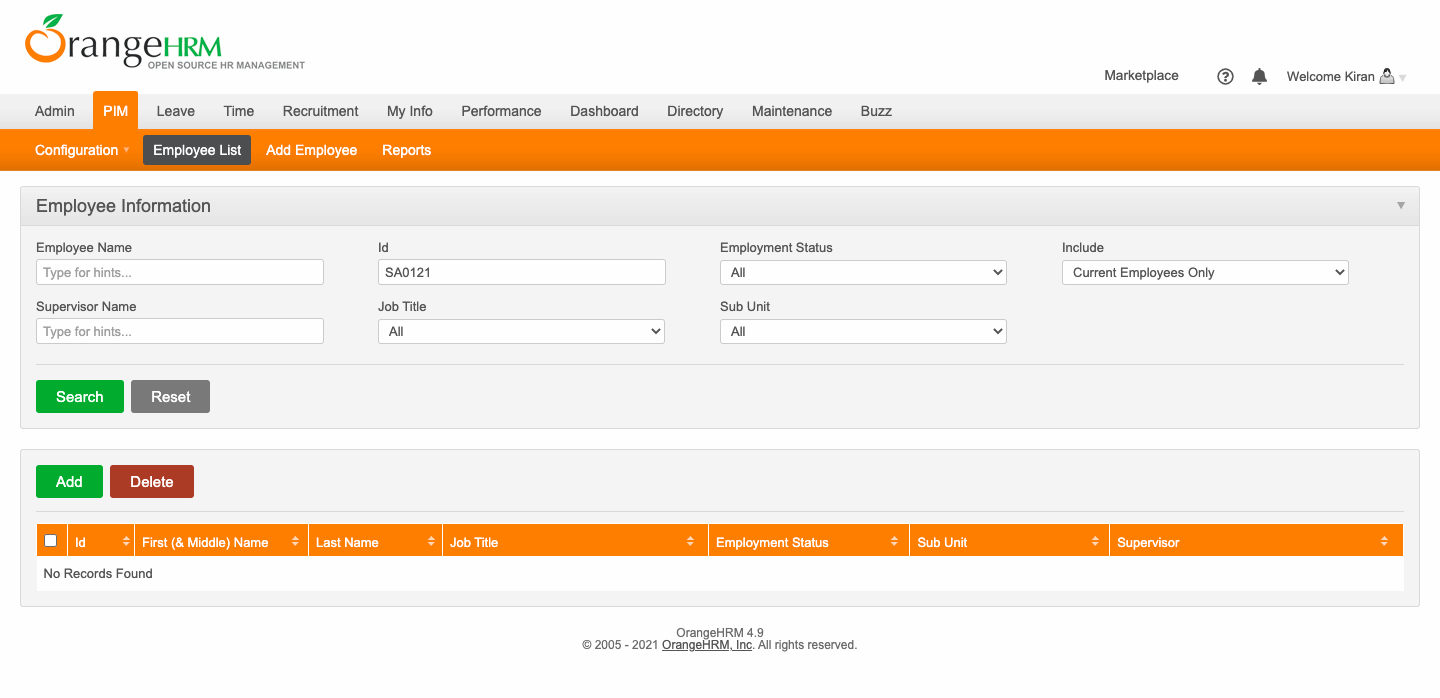 OrangeHRM
OPEN SOURCE HR MANAGEMENT
Marketplace ? Welcome Kiran
Admin PIM Leave Time Recruitment My Info Performance Dashboard Directory Maintenance Buzz
Configuration Employee List Add Employee Reports
Employee Information
Employee Name Id Employment Status Include
Type for hints... SA0121 All Current Employees Only
Supervisor Name Job Title Sub Unit
Type for hints... All All
Search Reset
Add Delete
Id First (& Middle) Name Last Name Job Title Employment Status Sub Unit Supervisor
No Records Found
OrangeHRM 4.9
© 2005 - 2021 OrangeHRM, Inc. All rights reserved.